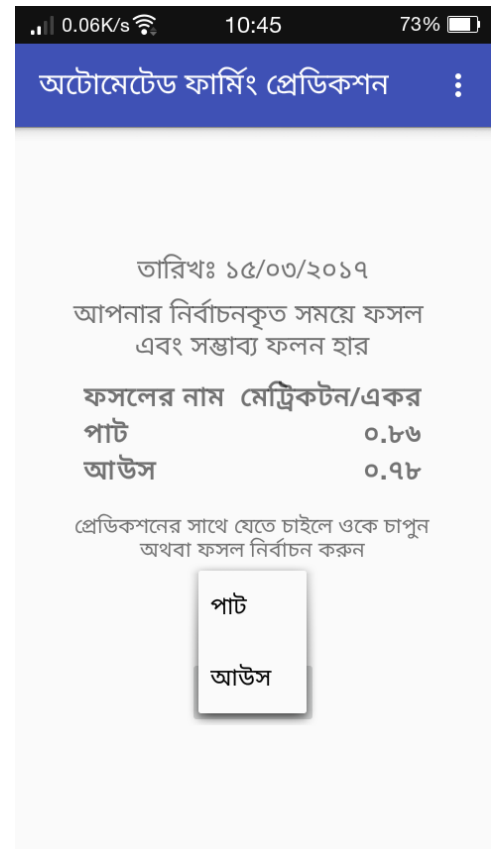 0.06K/s 10:45 73%
অটোমেটেড ফার্মিং প্রেডিকশন
তারিখঃ ১৫/০৩/২০১৭
আপনার নির্বাচনকৃত সময়ে ফসল
এবং সম্ভাব্য ফলন হার
ফসলের নাম মেট্রিকটন/একর
পাট ০.৮৬
আউস ০.৭৮
প্রেডিকশনের সাথে যেতে চাইলে ওকে চাপুন
অথবা ফসল নির্বাচন করুন
পাট
আউস